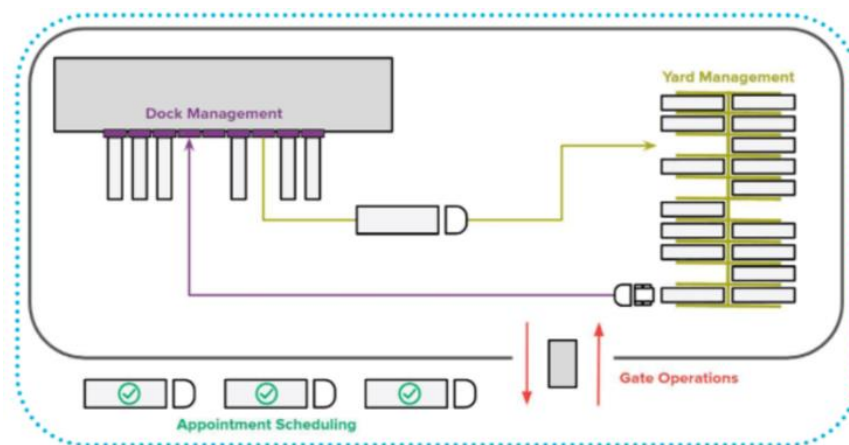 Yard Management
Dock Management
Gate Operations
Appointment Scheduling